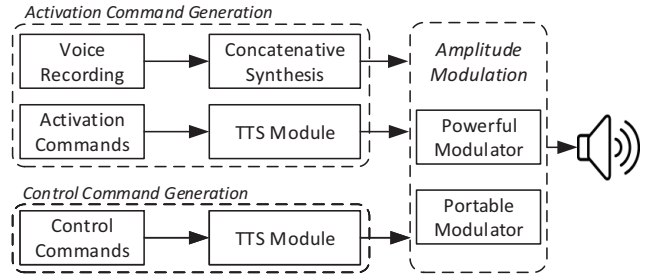 Activation Command Generation
Voice
Recording
Concatenative
Synthesis
Activation
Commands
TTS Module
Control Command Generation
Control
Commands
TTS Module
Amplitude
Modulation
Powerful
Modulator
Portable
Modulator